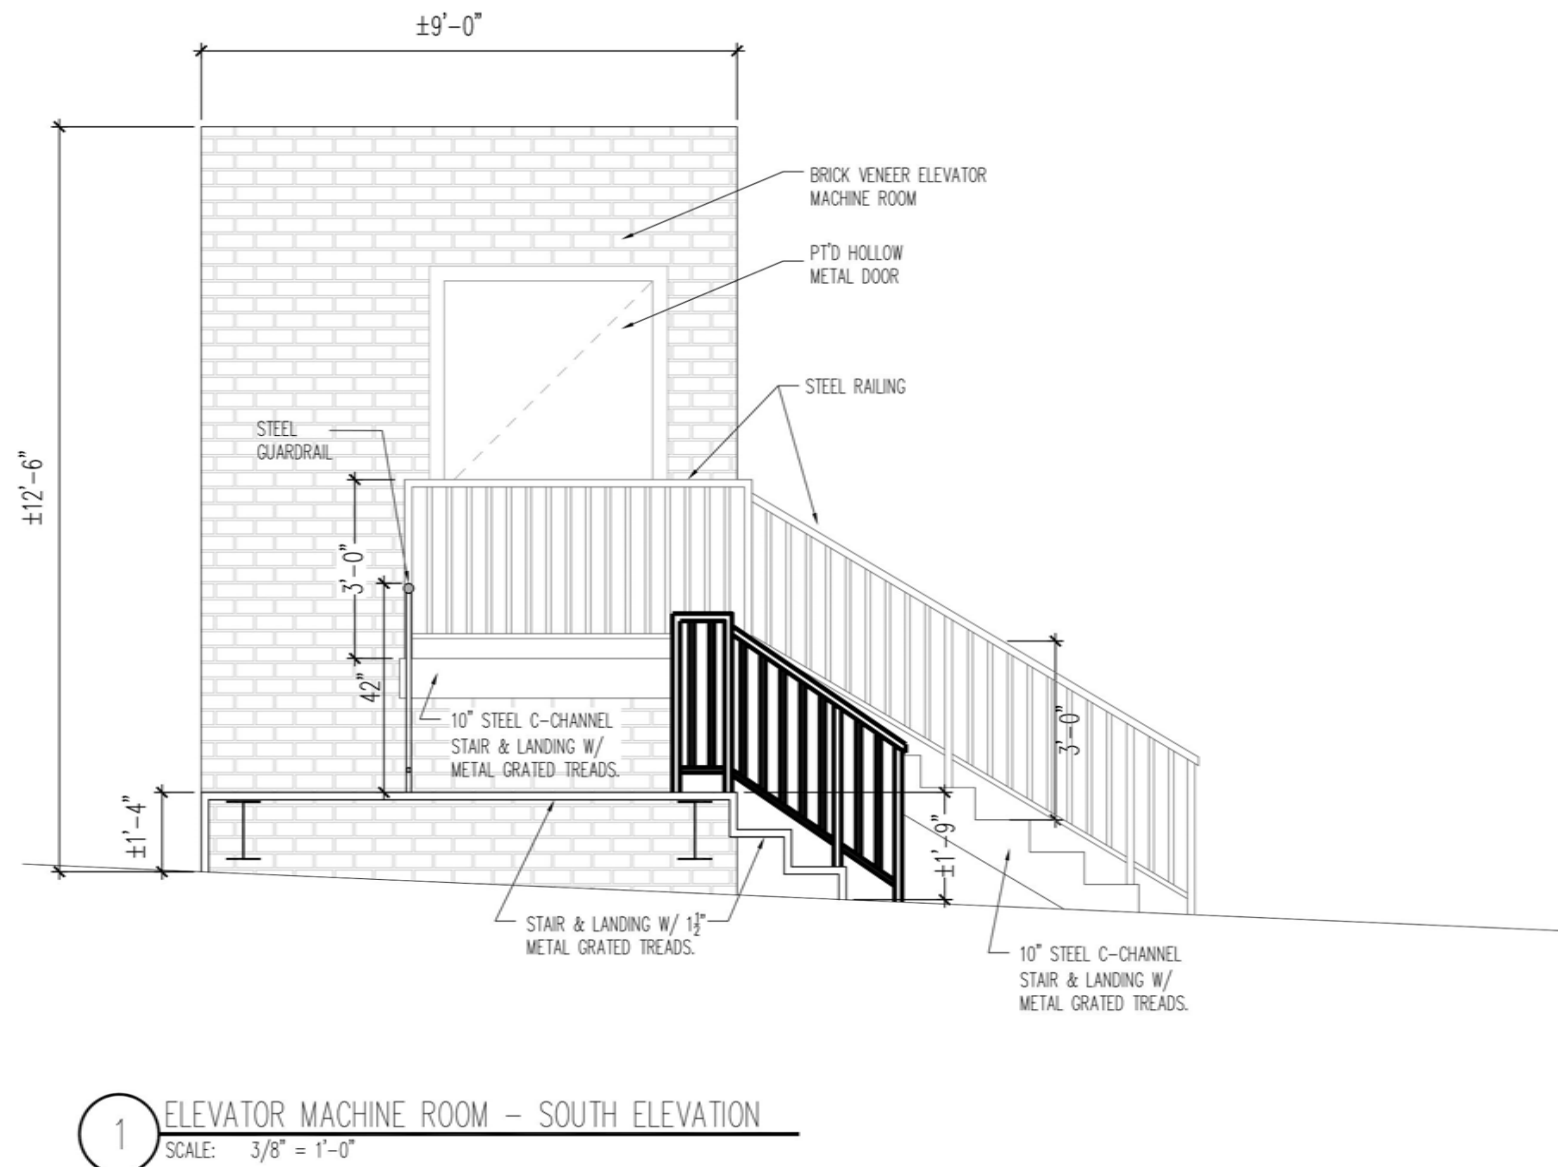 ±9'-0"
BRICK VENEER ELEVATOR
MACHINE ROOM
PT'D HOLLOW
METAL DOOR
STEEL RAILING
STEEL
GUARDRAIL
±12'-6"
3'-0"
42"
10" STEEL C-CHANNEL
STAIR & LANDING W/
METAL GRATED TREADS.
3'-0"
±1'-4"
±1'-9"
STAIR & LANDING W/ 1½"
METAL GRATED TREADS.
10" STEEL C-CHANNEL
STAIR & LANDING W/
METAL GRATED TREADS.
1
ELEVATOR MACHINE ROOM - SOUTH ELEVATION
SCALE: 3/8" = 1'-0"